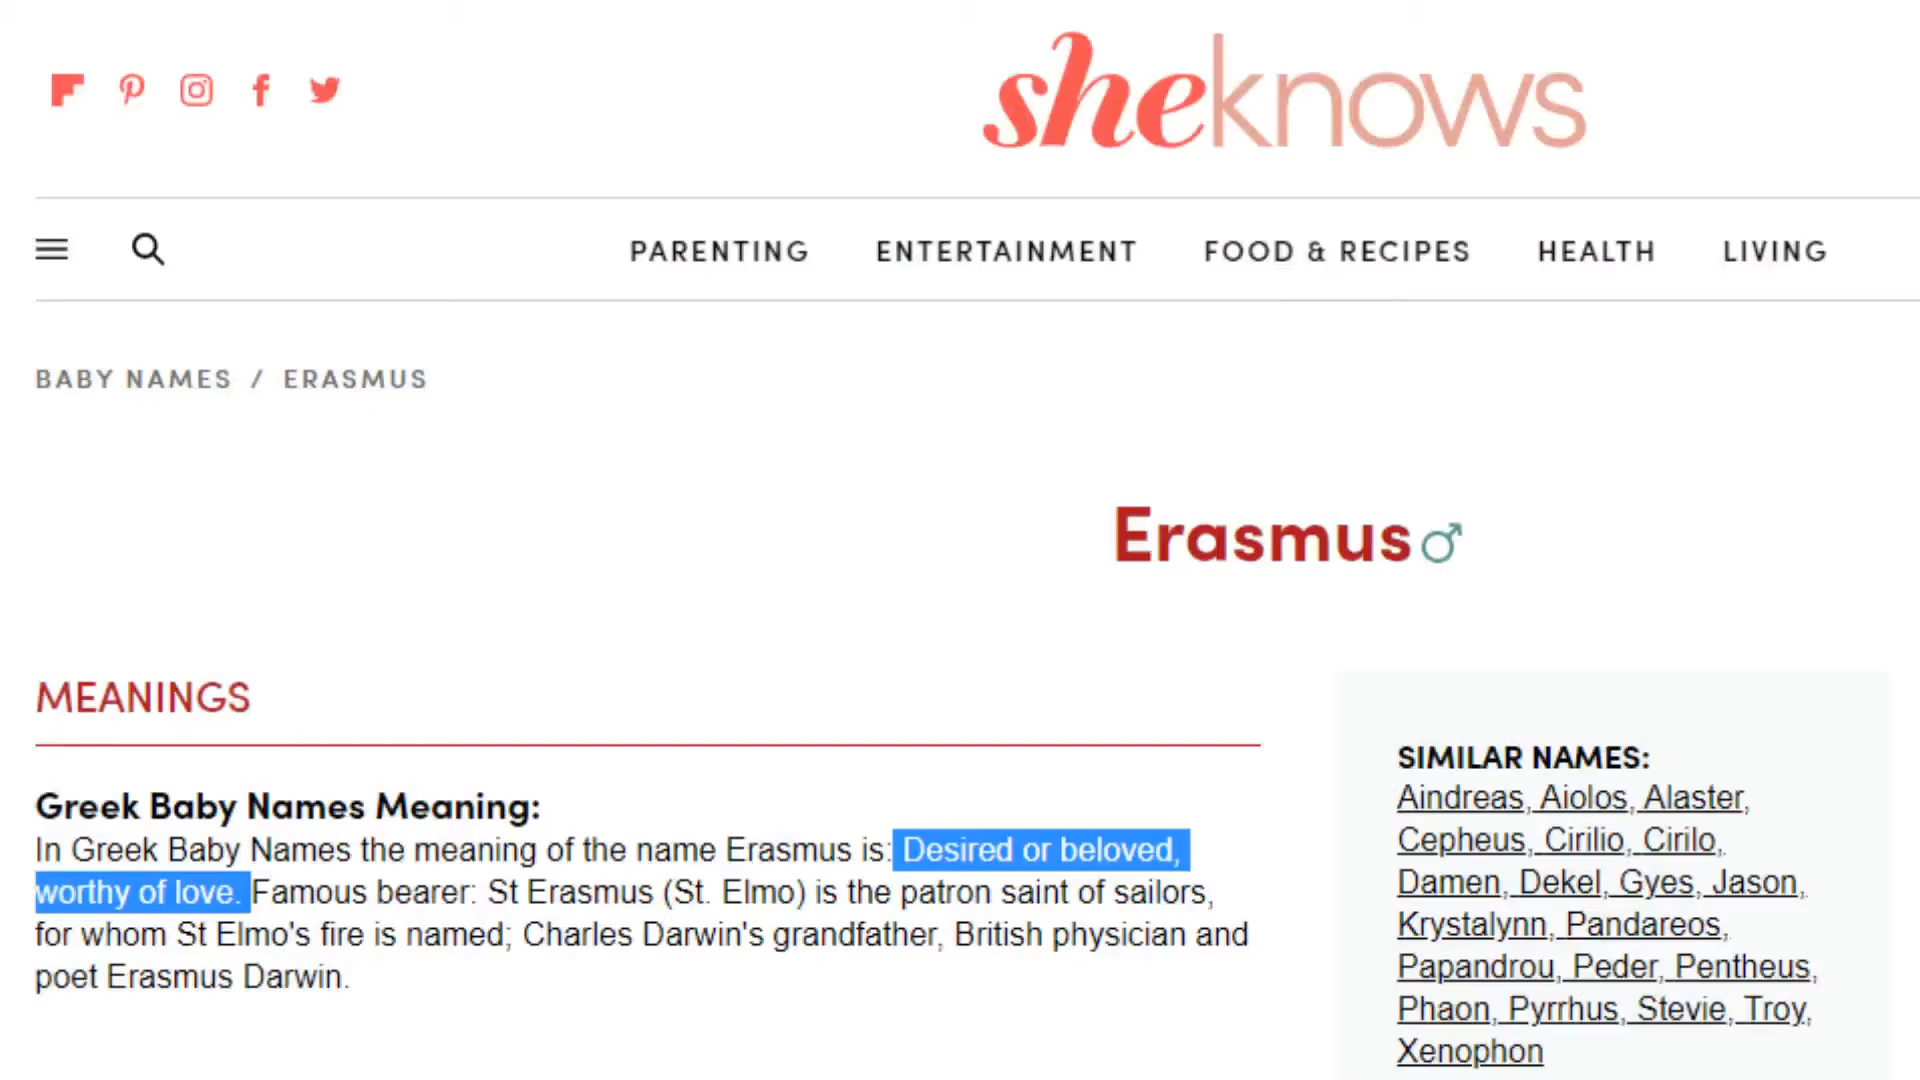 sheknows
PARENTING ENTERTAINMENT FOOD & RECIPES HEALTH LIVING
BABY NAMES / ERASMUS
Erasmus
MEANINGS
Greek Baby Names Meaning:
In Greek Baby Names the meaning of the name Erasmus is: Desired or beloved,
worthy of love. Famous bearer: St Erasmus (St. Elmo) is the patron saint of sailors,
for whom St Elmo's fire is named; Charles Darwin's grandfather, British physician and
poet Erasmus Darwin.
SIMILAR NAMES:
Aindreas, Aiolos, Alaster,
Cepheus, Cirilio, Cirilo,
Damen, Dekel, Gyes, Jason,
Krystalynn, Pandareos,
Papandrou, Peder, Pentheus,
Phaon, Pyrrhus, Stevie, Troy,
Xenophon